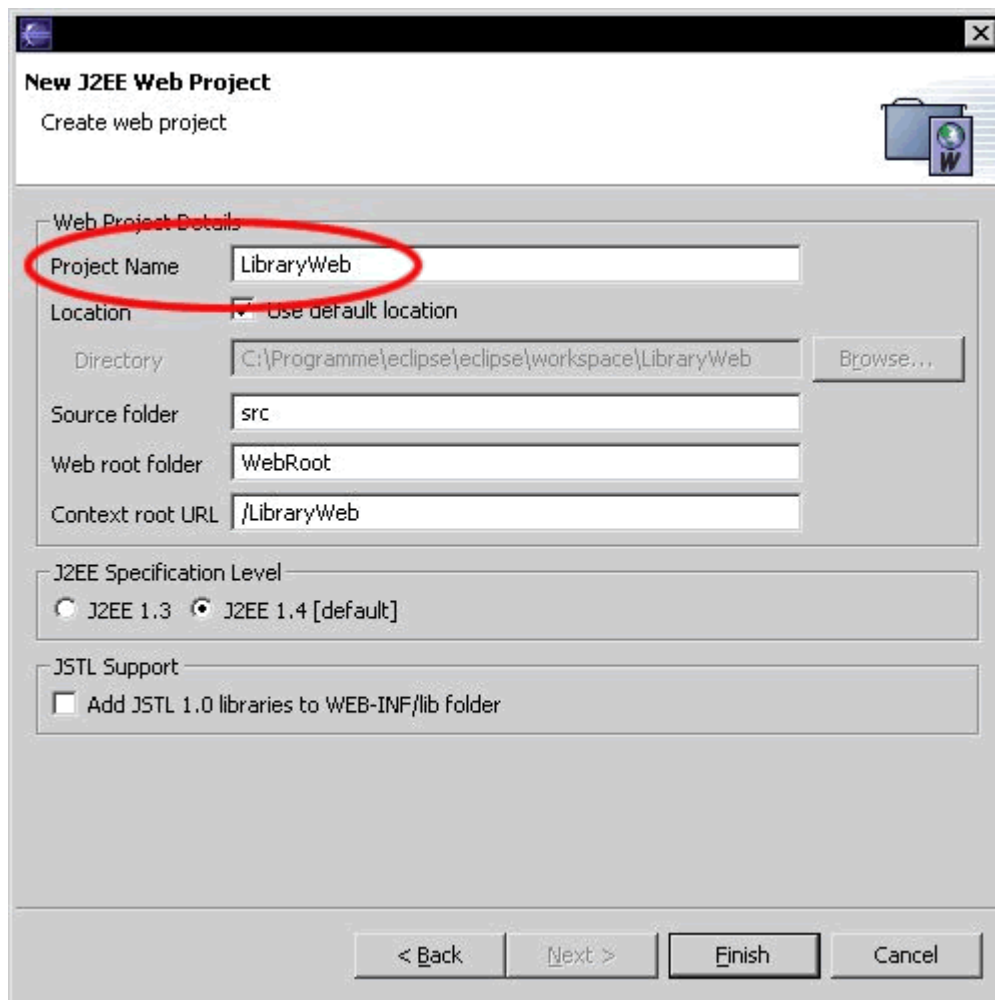 New J2EE Web Project
Create web project
W
Web Project Details
Project Name LibraryWeb
Location Use default location
Directory C:\Programme\eclipse\eclipse\workspace\LibraryWeb Browse...
Source folder src
Web root folder WebRoot
Context root URL /LibraryWeb
J2EE Specification Level
J2EE 1.3 J2EE 1.4 [default]
JSTL Support
Add JSTL 1.0 libraries to WEB-INF/lib folder
< Back Next > Finish Cancel